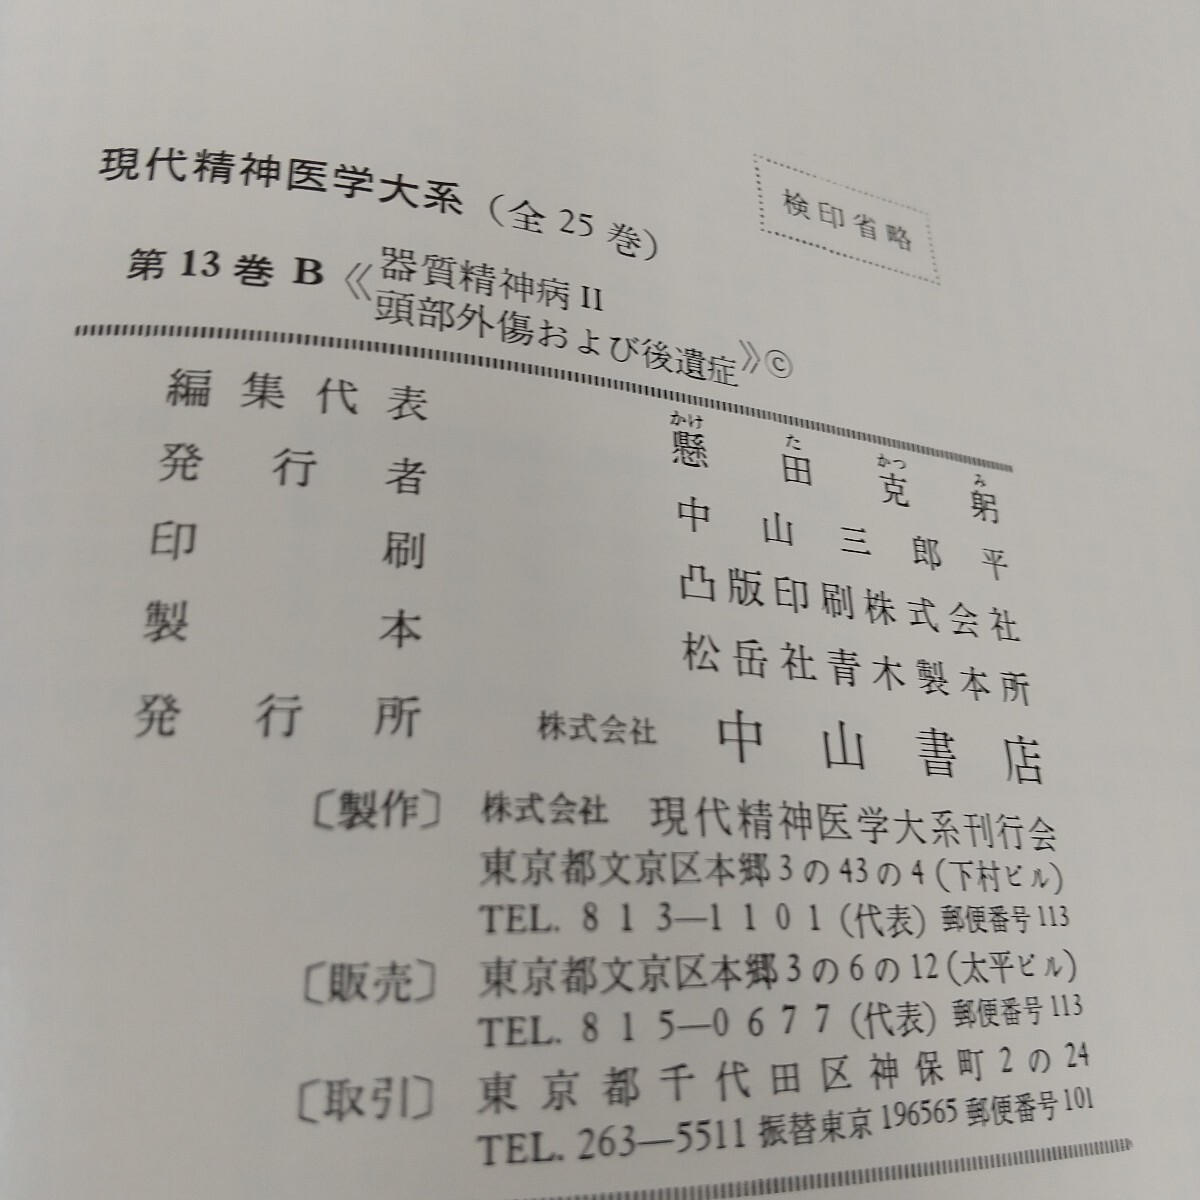 現代精神医学大系（全25巻）
検印省略
第13巻 B《器質精神病II
頭部外傷および後遺症》©
編集代表 懸田克躬
かけ た かつ み
発行者 中山三郎平
印刷 凸版印刷株式会社
製本 松岳社青木製本所
発行所 株式会社 中山書店
〔製作〕 株式会社 現代精神医学大系刊行会
東京都文京区本郷3の43の4(下村ビル)
TEL. 813—1101(代表) 郵便番号113
〔販売〕 東京都文京区本郷3の6の12(太平ビル)
TEL. 815—0677(代表) 郵便番号113
〔取引〕 東京都千代田区神保町2の24
TEL. 263—5511 振替東京196565 郵便番号101